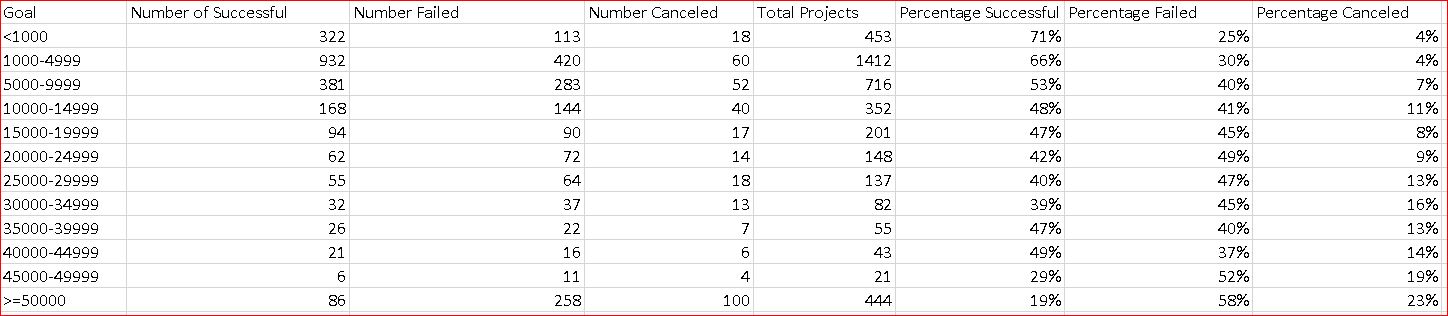 Goal Number of Successful Number Failed Number Canceled Total Projects Percentage Successful Percentage Failed Percentage Canceled
<1000 322 113 18 453 71% 25% 4%
1000-4999 932 420 60 1412 66% 30% 4%
5000-9999 381 283 52 716 53% 40% 7%
10000-14999 168 144 40 352 48% 41% 11%
15000-19999 94 90 17 201 47% 45% 8%
20000-24999 62 72 14 148 42% 49% 9%
25000-29999 55 64 18 137 40% 47% 13%
30000-34999 32 37 13 82 39% 45% 16%
35000-39999 26 22 7 55 47% 40% 13%
40000-44999 21 16 6 43 49% 37% 14%
45000-49999 6 11 4 21 29% 52% 19%
>=50000 86 258 100 444 19% 58% 23%